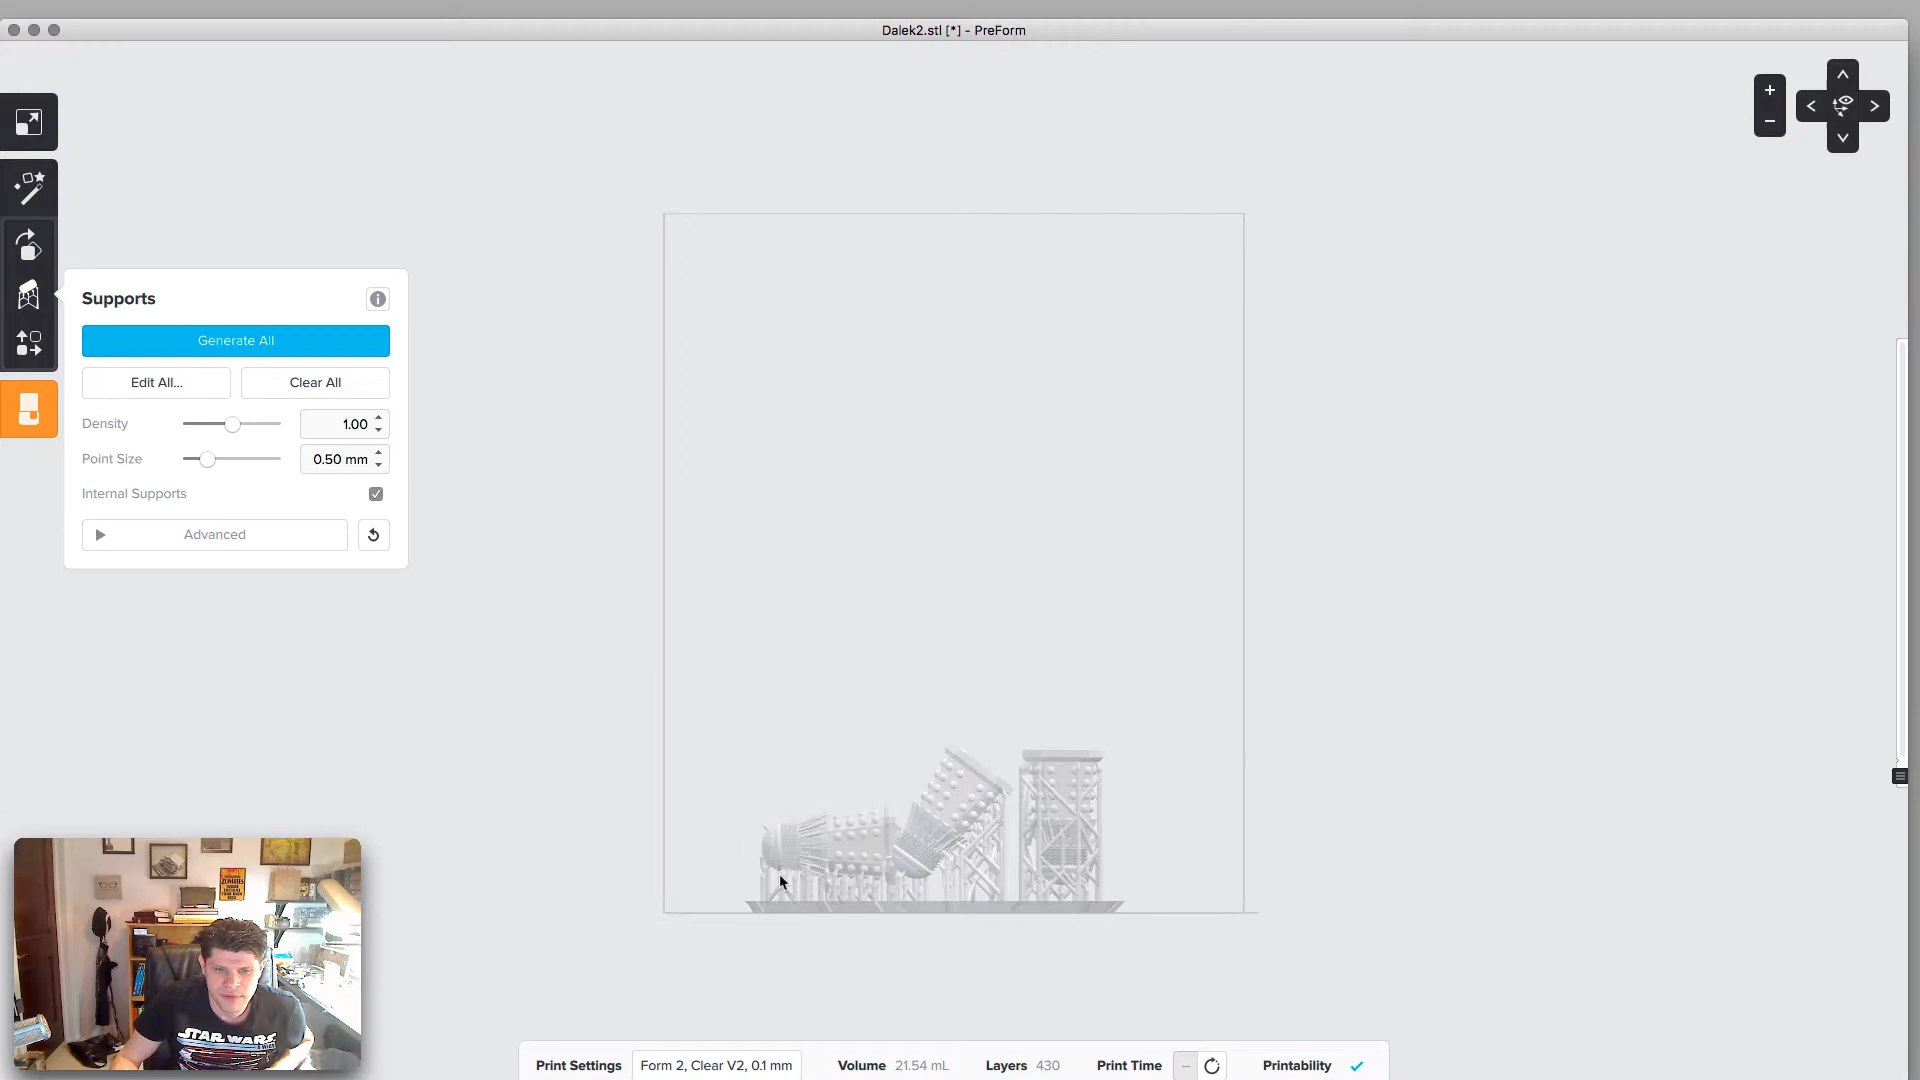 Dalek2.stl [*] - PreForm
Supports
Generate All
Edit All...
Clear All
Density
1.00
Point Size
0.50 mm
Internal Supports
Advanced
ZOMBIES
STAR WARS
Print Settings
Form 2, Clear V2, 0.1 mm
Volume
21.54 mL
Layers
430
Print Time
–
Printability